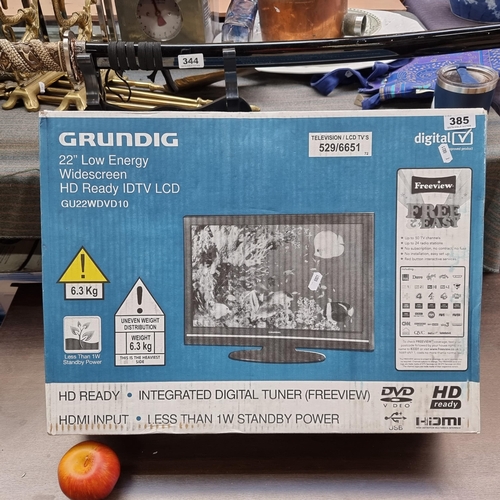 344
385
GRUNDIG
22" Low Energy
Widescreen
HD Ready IDTV LCD
GU22WDVD10
TELEVISION / LCD TV'S
529/6651
digital
Freeview
FREE
& EASY
6.3 Kg
UNEVEN WEIGHT
DISTRIBUTION
WEIGHT
6.3 kg
THIS IS THE HEAVIEST
SIDE
Less Than 1W
Standby Power
HD READY • INTEGRATED DIGITAL TUNER (FREEVIEW)
HDMI INPUT • LESS THAN 1W STANDBY POWER
DVD
VIDEO
HD
ready
USB
HDMI